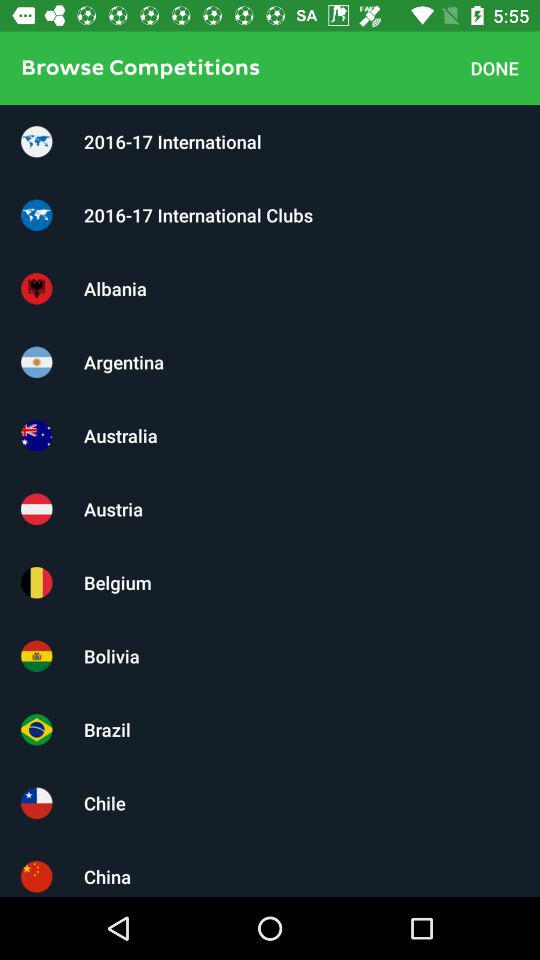 SA 5:55
Browse Competitions DONE
2016-17 International
2016-17 International Clubs
Albania
Argentina
Australia
Austria
Belgium
Bolivia
Brazil
Chile
China